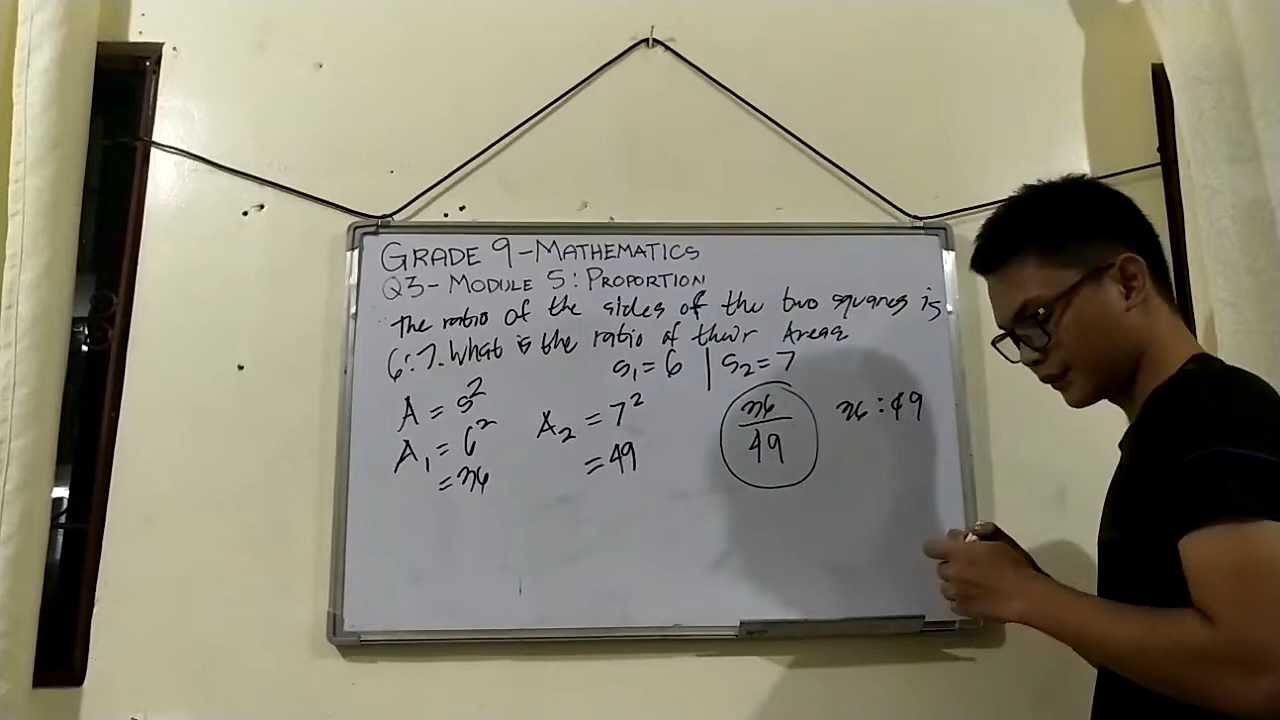 GRADE 9-MATHEMATICS
Q3-MODULE 5: PROPORTION
The ratio of the sides of the two squares is
6:7. What is the ratio of their Areas
S₁ = 6 | S₂ = 7
A = s²
A₁ = 6²
= 36
A₂ = 7²
= 49
36
49
36 : 49